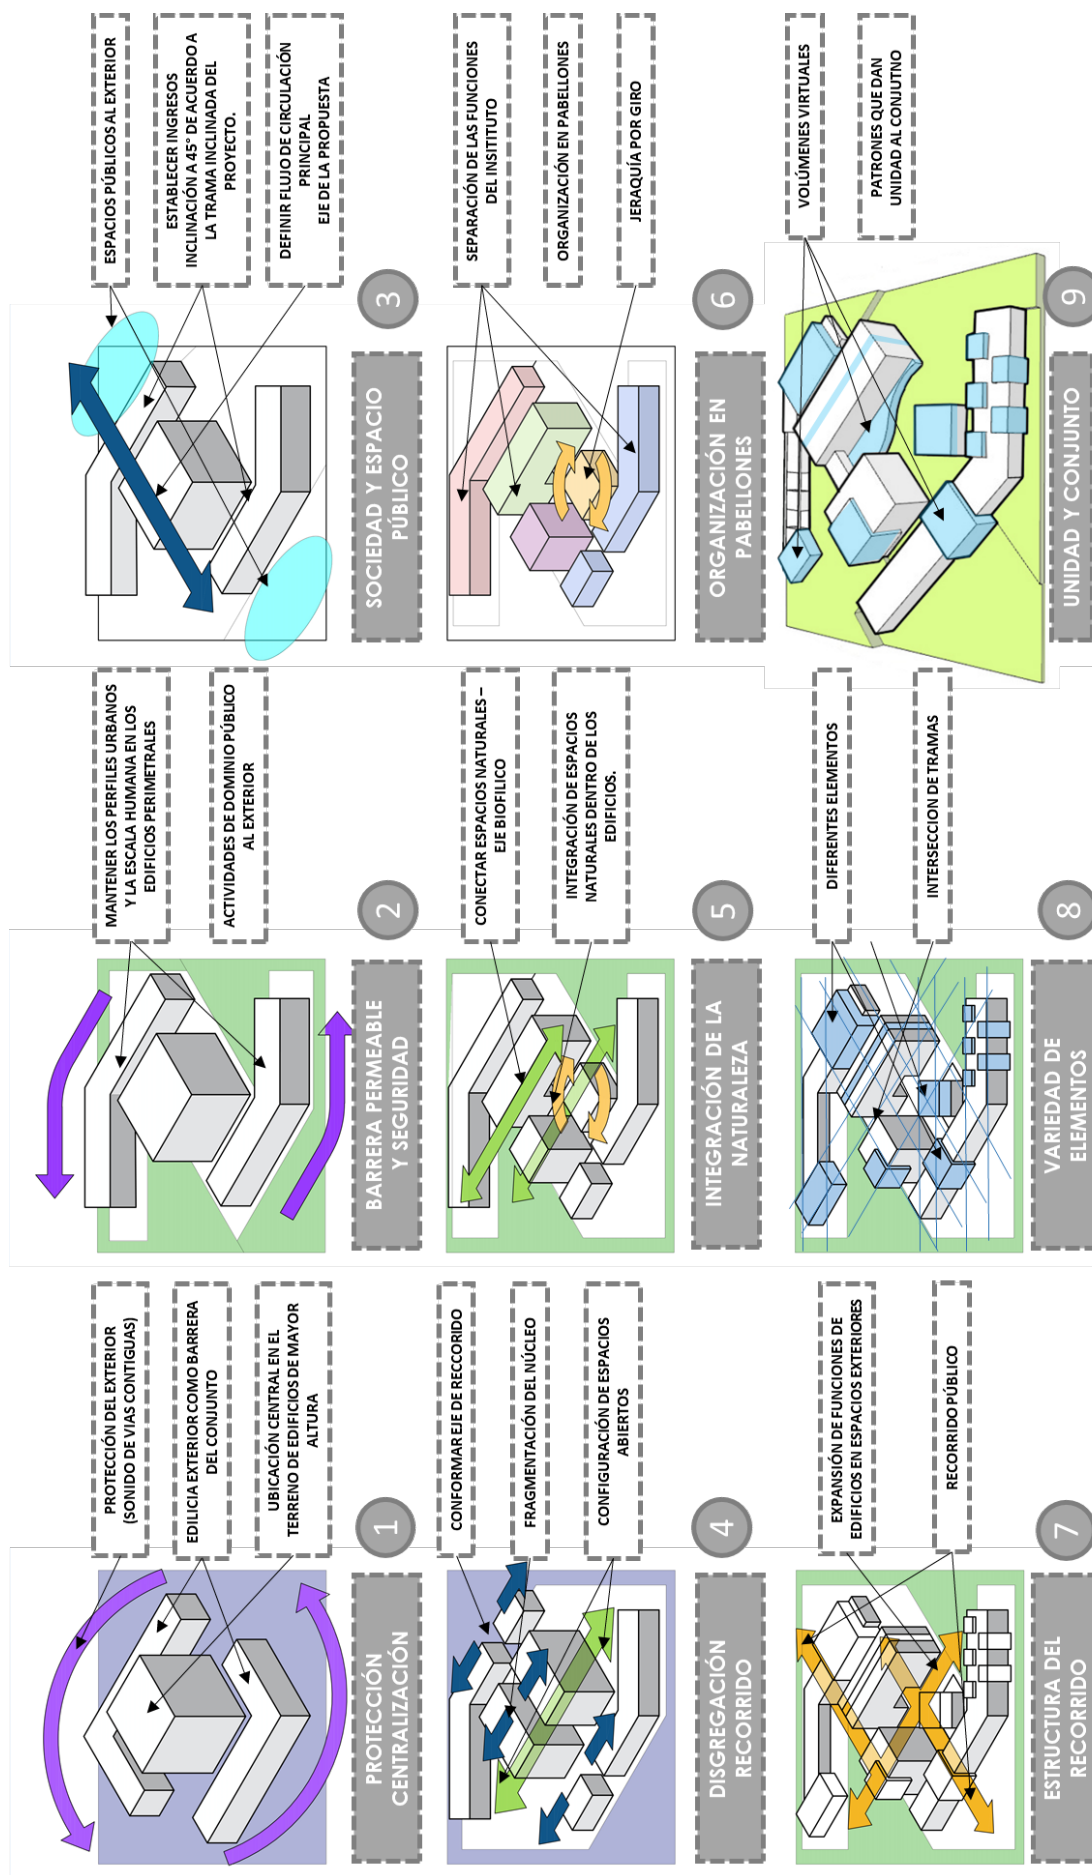 PROTECCIÓN DEL EXTERIOR
(SONIDO DE VIAS CONTIGUAS)
EDILICIA EXTERIOR COMO BARRERA
DEL CONJUNTO
UBICACIÓN CENTRAL EN EL
TERRENO DE EDIFICIOS DE MAYOR
ALTURA
PROTECCIÓN
CENTRALIZACIÓN
1
MANTENER LOS PERFILES URBANOS
Y LA ESCALA HUMANA EN LOS
EDIFICIOS PERIMETRALES
ACTIVIDADES DE DOMINIO PÚBLICO
AL EXTERIOR
BARRERA PERMEABLE
Y SEGURIDAD
2
ESPACIOS PÚBLICOS AL EXTERIOR
ESTABLECER INGRESOS
INCLINACIÓN A 45° DE ACUERDO A
LA TRAMA INCLINADA DEL
PROYECTO.
DEFINIR FLUJO DE CIRCULACIÓN
PRINCIPAL
EJE DE LA PROPUESTA
SOCIEDAD Y ESPACIO
PÚBLICO
3
CONFORMAR EJE DE RECCORIDO
FRAGMENTACIÓN DEL NÚCLEO
CONFIGURACIÓN DE ESPACIOS
ABIERTOS
DISGREGACIÓN
RECORRIDO
4
CONECTAR ESPACIOS NATURALES –
EJE BIOFILICO
INTEGRACIÓN DE ESPACIOS
NATURALES DENTRO DE LOS
EDIFICIOS.
INTEGRACIÓN DE LA
NATURALEZA
5
SEPARACIÓN DE LAS FUNCIONES
DEL INSITITUTO
ORGANIZACIÓN EN PABELLONES
JERAQUÍA POR GIRO
ORGANIZACIÓN EN
PABELLONES
6
EXPANSIÓN DE FUNCIONES DE
EDIFICIOS EN ESPACIOS EXTERIORES
RECORRIDO PÚBLICO
ESTRUCTURA DEL
RECORRIDO
7
DIFERENTES ELEMENTOS
INTERSECCION DE TRAMAS
VARIEDAD DE
ELEMENTOS
8
VOLÚMENES VIRTUALES
PATRONES QUE DAN
UNIDAD AL CONJUTNO
UNIDAD Y CONJUNTO
9